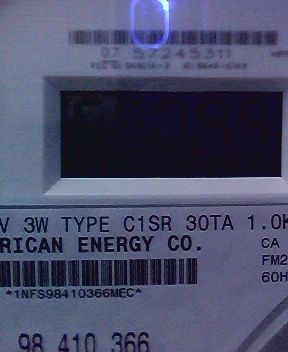 07 57245311
V 3W TYPE C1SR 30TA 1.0K
RICAN ENERGY CO.
CA
FM2
60H
*1NFS98410366MEC*
98 410 366